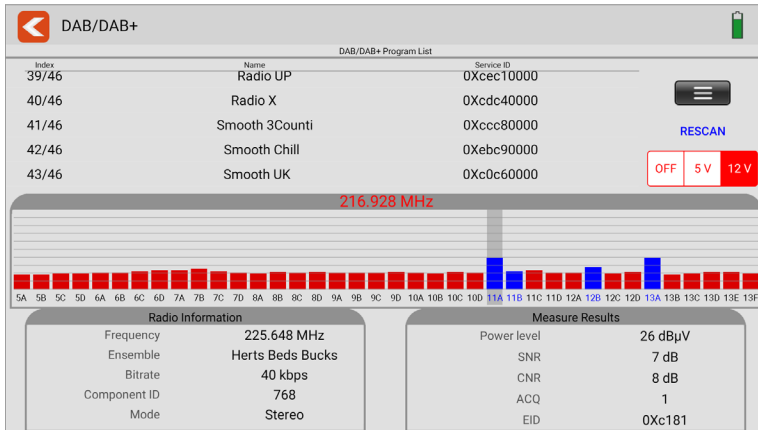 DAB/DAB+
DAB/DAB+ Program List
Index Name Service ID
39/46 Radio UP 0Xcec10000
40/46 Radio X 0Xcdc40000
41/46 Smooth 3Counti 0Xccc80000
42/46 Smooth Chill 0Xebc90000
43/46 Smooth UK 0Xc0c60000
RESCAN
OFF 5 V 12 V
216.928 MHz
5A 5B 5C 5D 6A 6B 6C 6D 7A 7B 7C 7D 8A 8B 8C 8D 9A 9B 9C 9D 10A 10B 10C 10D 11A 11B 11C 11D 12A 12B 12C 12D 13A 13B 13C 13D 13E 13F
Radio Information
Frequency 225.648 MHz
Ensemble Herts Beds Bucks
Bitrate 40 kbps
Component ID 768
Mode Stereo
Measure Results
Power level 26 dBµV
SNR 7 dB
CNR 8 dB
ACQ 1
EID 0Xc181